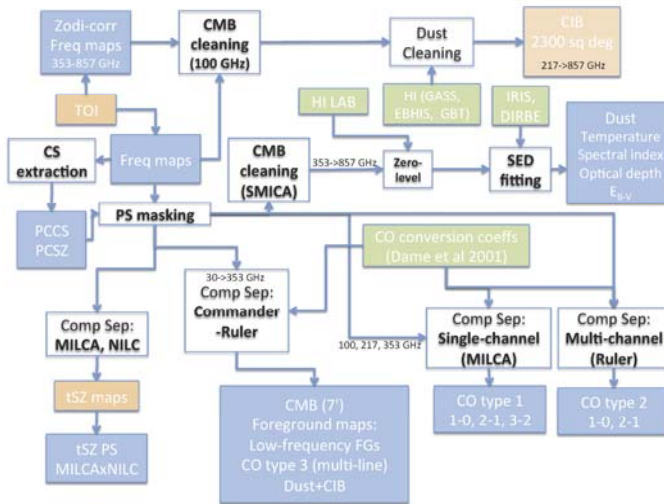 Zodi-corr
Freq maps
353-857 GHz
CMB
cleaning
(100 GHz)
Dust
Cleaning
CIB
2300 sq deg
217->857 GHz
TOI
HI LAB
HI (GASS,
EBHIS, GBT)
IRIS,
DIRBE
CS
extraction
Freq maps
CMB
cleaning
(SMICA)
353->857 GHz
Zero-
level
SED
fitting
Dust
Temperature
Spectral index
Optical depth
E B-V
PCCS
PCSZ
PS masking
CO conversion coeffs
(Dame et al 2001)
30->353 GHz
Comp Sep:
MILCA, NILC
Comp Sep:
Commander
-Ruler
100, 217, 353 GHz
Comp Sep:
Single-channel
(MILCA)
Comp Sep:
Multi-channel
(Ruler)
tSZ maps
tSZ PS
MILCAxNILC
CMB (7')
Foreground maps:
Low-frequency FGs
CO type 3 (multi-line)
Dust+CIB
CO type 1
1-0, 2-1, 3-2
CO type 2
1-0, 2-1